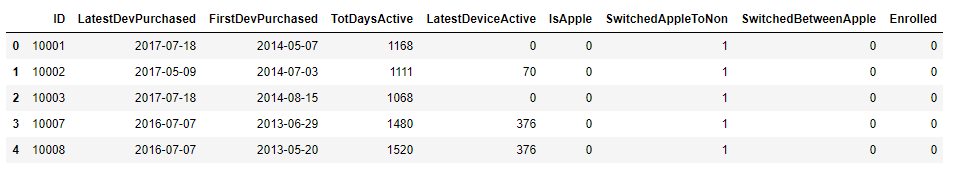 ID LatestDevPurchased FirstDevPurchased TotDaysActive LatestDeviceActive IsApple SwitchedAppleToNon SwitchedBetweenApple Enrolled
0 10001 2017-07-18 2014-05-07 1168 0 0 1 0 0
1 10002 2017-05-09 2014-07-03 1111 70 0 1 0 0
2 10003 2017-07-18 2014-08-15 1068 0 0 1 0 0
3 10007 2016-07-07 2013-06-29 1480 376 0 1 0 0
4 10008 2016-07-07 2013-05-20 1520 376 0 1 0 0